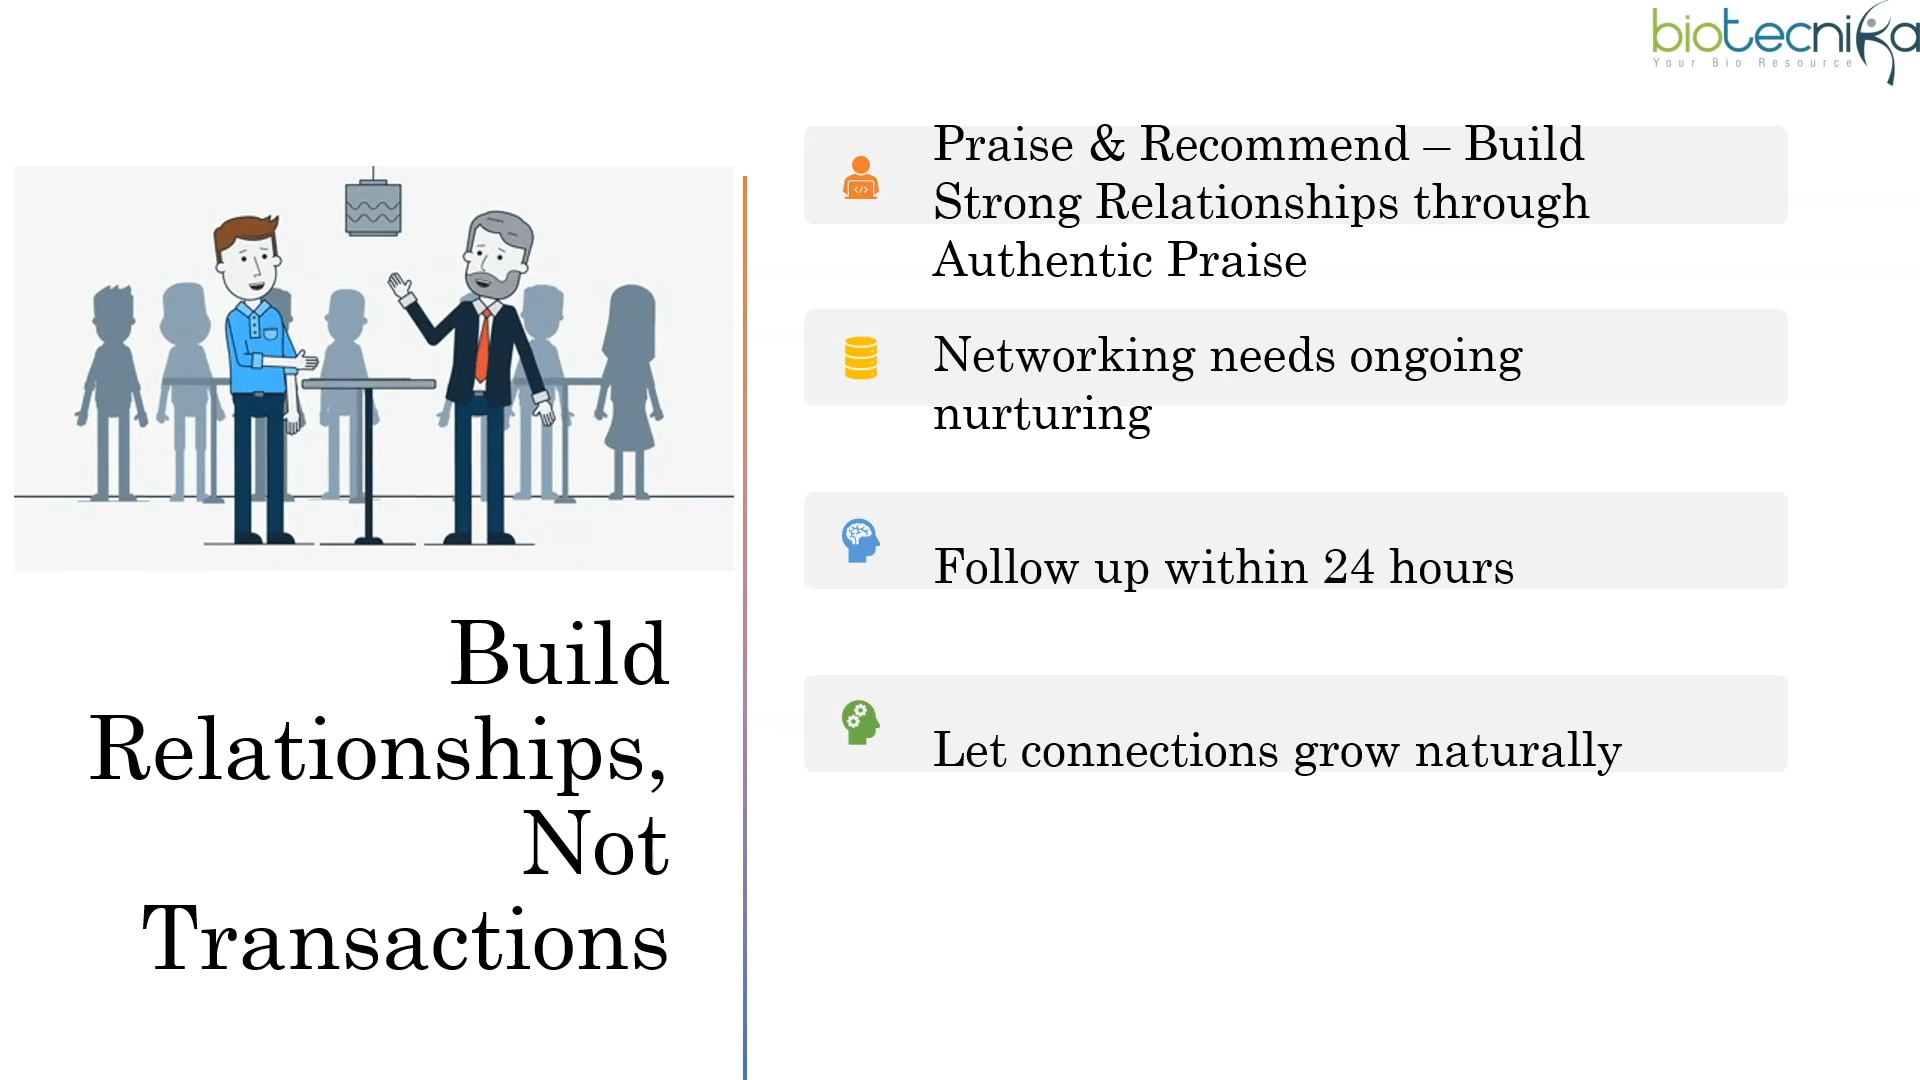 biotecnika
Your Bio Resource
Praise & Recommend – Build
Strong Relationships through
Authentic Praise
Networking needs ongoing
nurturing
Follow up within 24 hours
Let connections grow naturally
Build
Relationships,
Not
Transactions